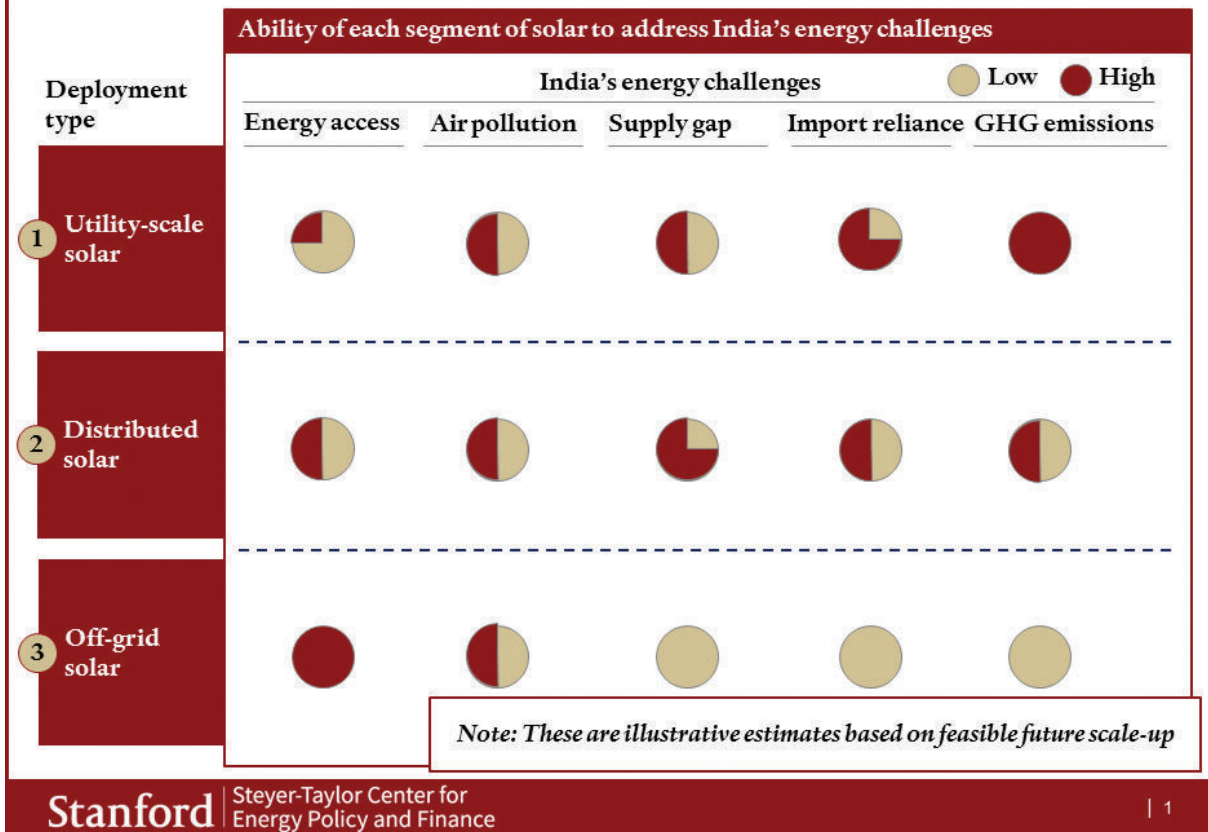 Ability of each segment of solar to address India's energy challenges
Deployment
type
India's energy challenges
Low
High
Energy access
Air pollution
Supply gap
Import reliance
GHG emissions
1
Utility-scale
solar
2
Distributed
solar
3
Off-grid
solar
Note: These are illustrative estimates based on feasible future scale-up
Stanford
Steyer-Taylor Center for
Energy Policy and Finance
| 1